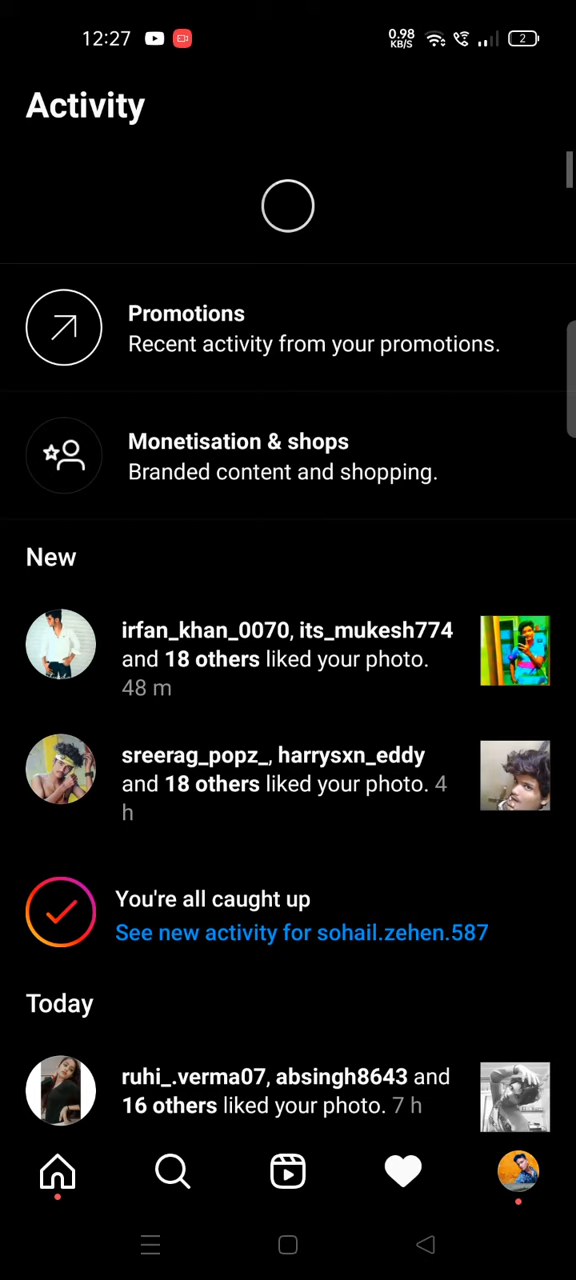 12:27
0.98
KB/S
2
Activity
Promotions
Recent activity from your promotions.
Monetisation & shops
Branded content and shopping.
New
irfan_khan_0070, its_mukesh774
and 18 others liked your photo.
48 m
sreerag_popz_, harrysxn_eddy
and 18 others liked your photo. 4
h
You're all caught up
See new activity for sohail.zehen.587
Today
ruhi_.verma07, absingh8643 and
16 others liked your photo. 7 h